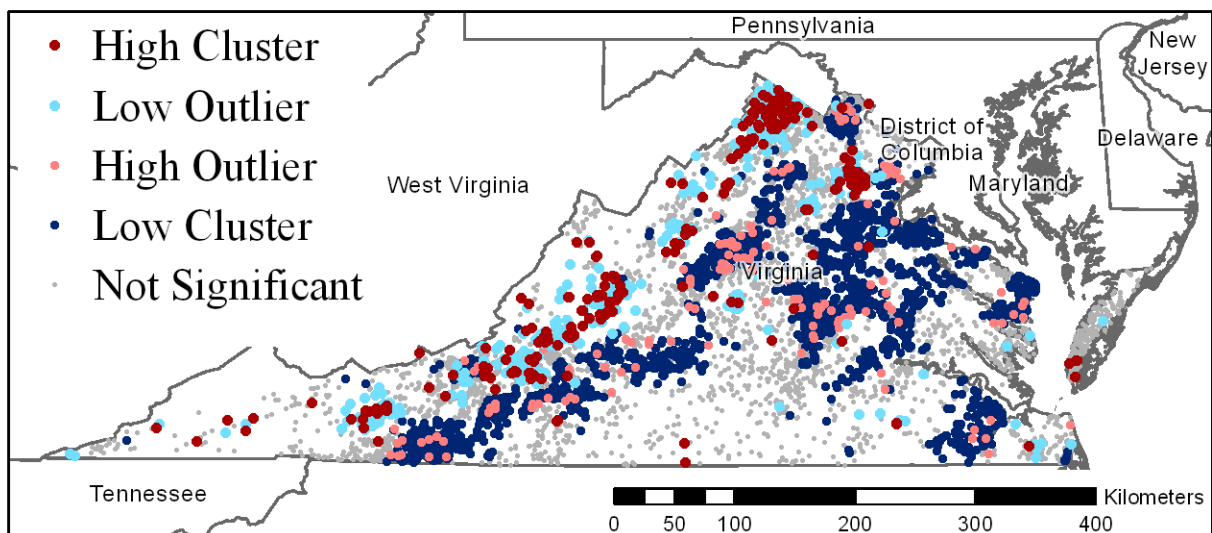 High Cluster
Low Outlier
High Outlier
Low Cluster
Not Significant
Pennsylvania
New
Jersey
District of
Columbia
Delaware
West Virginia
Maryland
Virginia
Tennessee
Kilometers
0 50 100 200 300 400